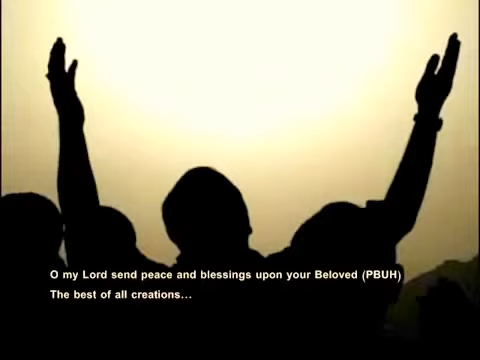 O my Lord send peace and blessings upon your Beloved (PBUH)
The best of all creations...